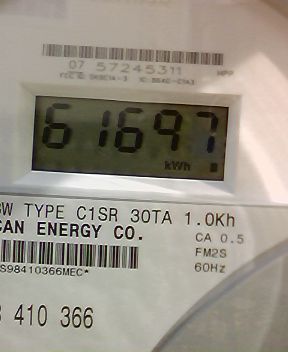 07 57245311 HPP
61697
kWh
TYPE C1SR 30TA 1.0Kh
CAN ENERGY CO.
CA 0.5
FM2S
S98410366MEC*
60Hz
410 366